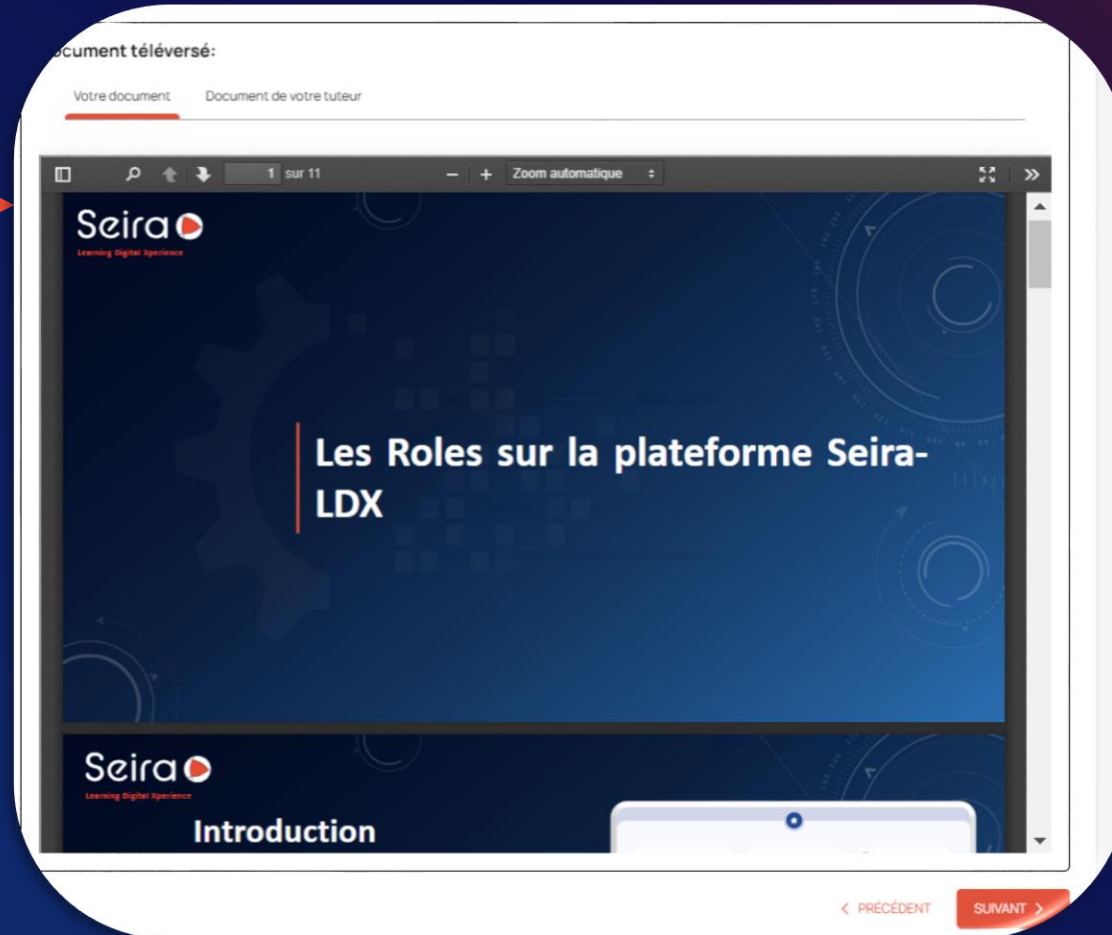 ocument téléversé:
Votre document Document de votre tuteur
1 sur 11 Zoom automatique
Seira
Learning Digital Xperience
Les Roles sur la plateforme Seira-
LDX
Seira
Learning Digital Xperience
Introduction
PRÉCÉDENT SUIVANT